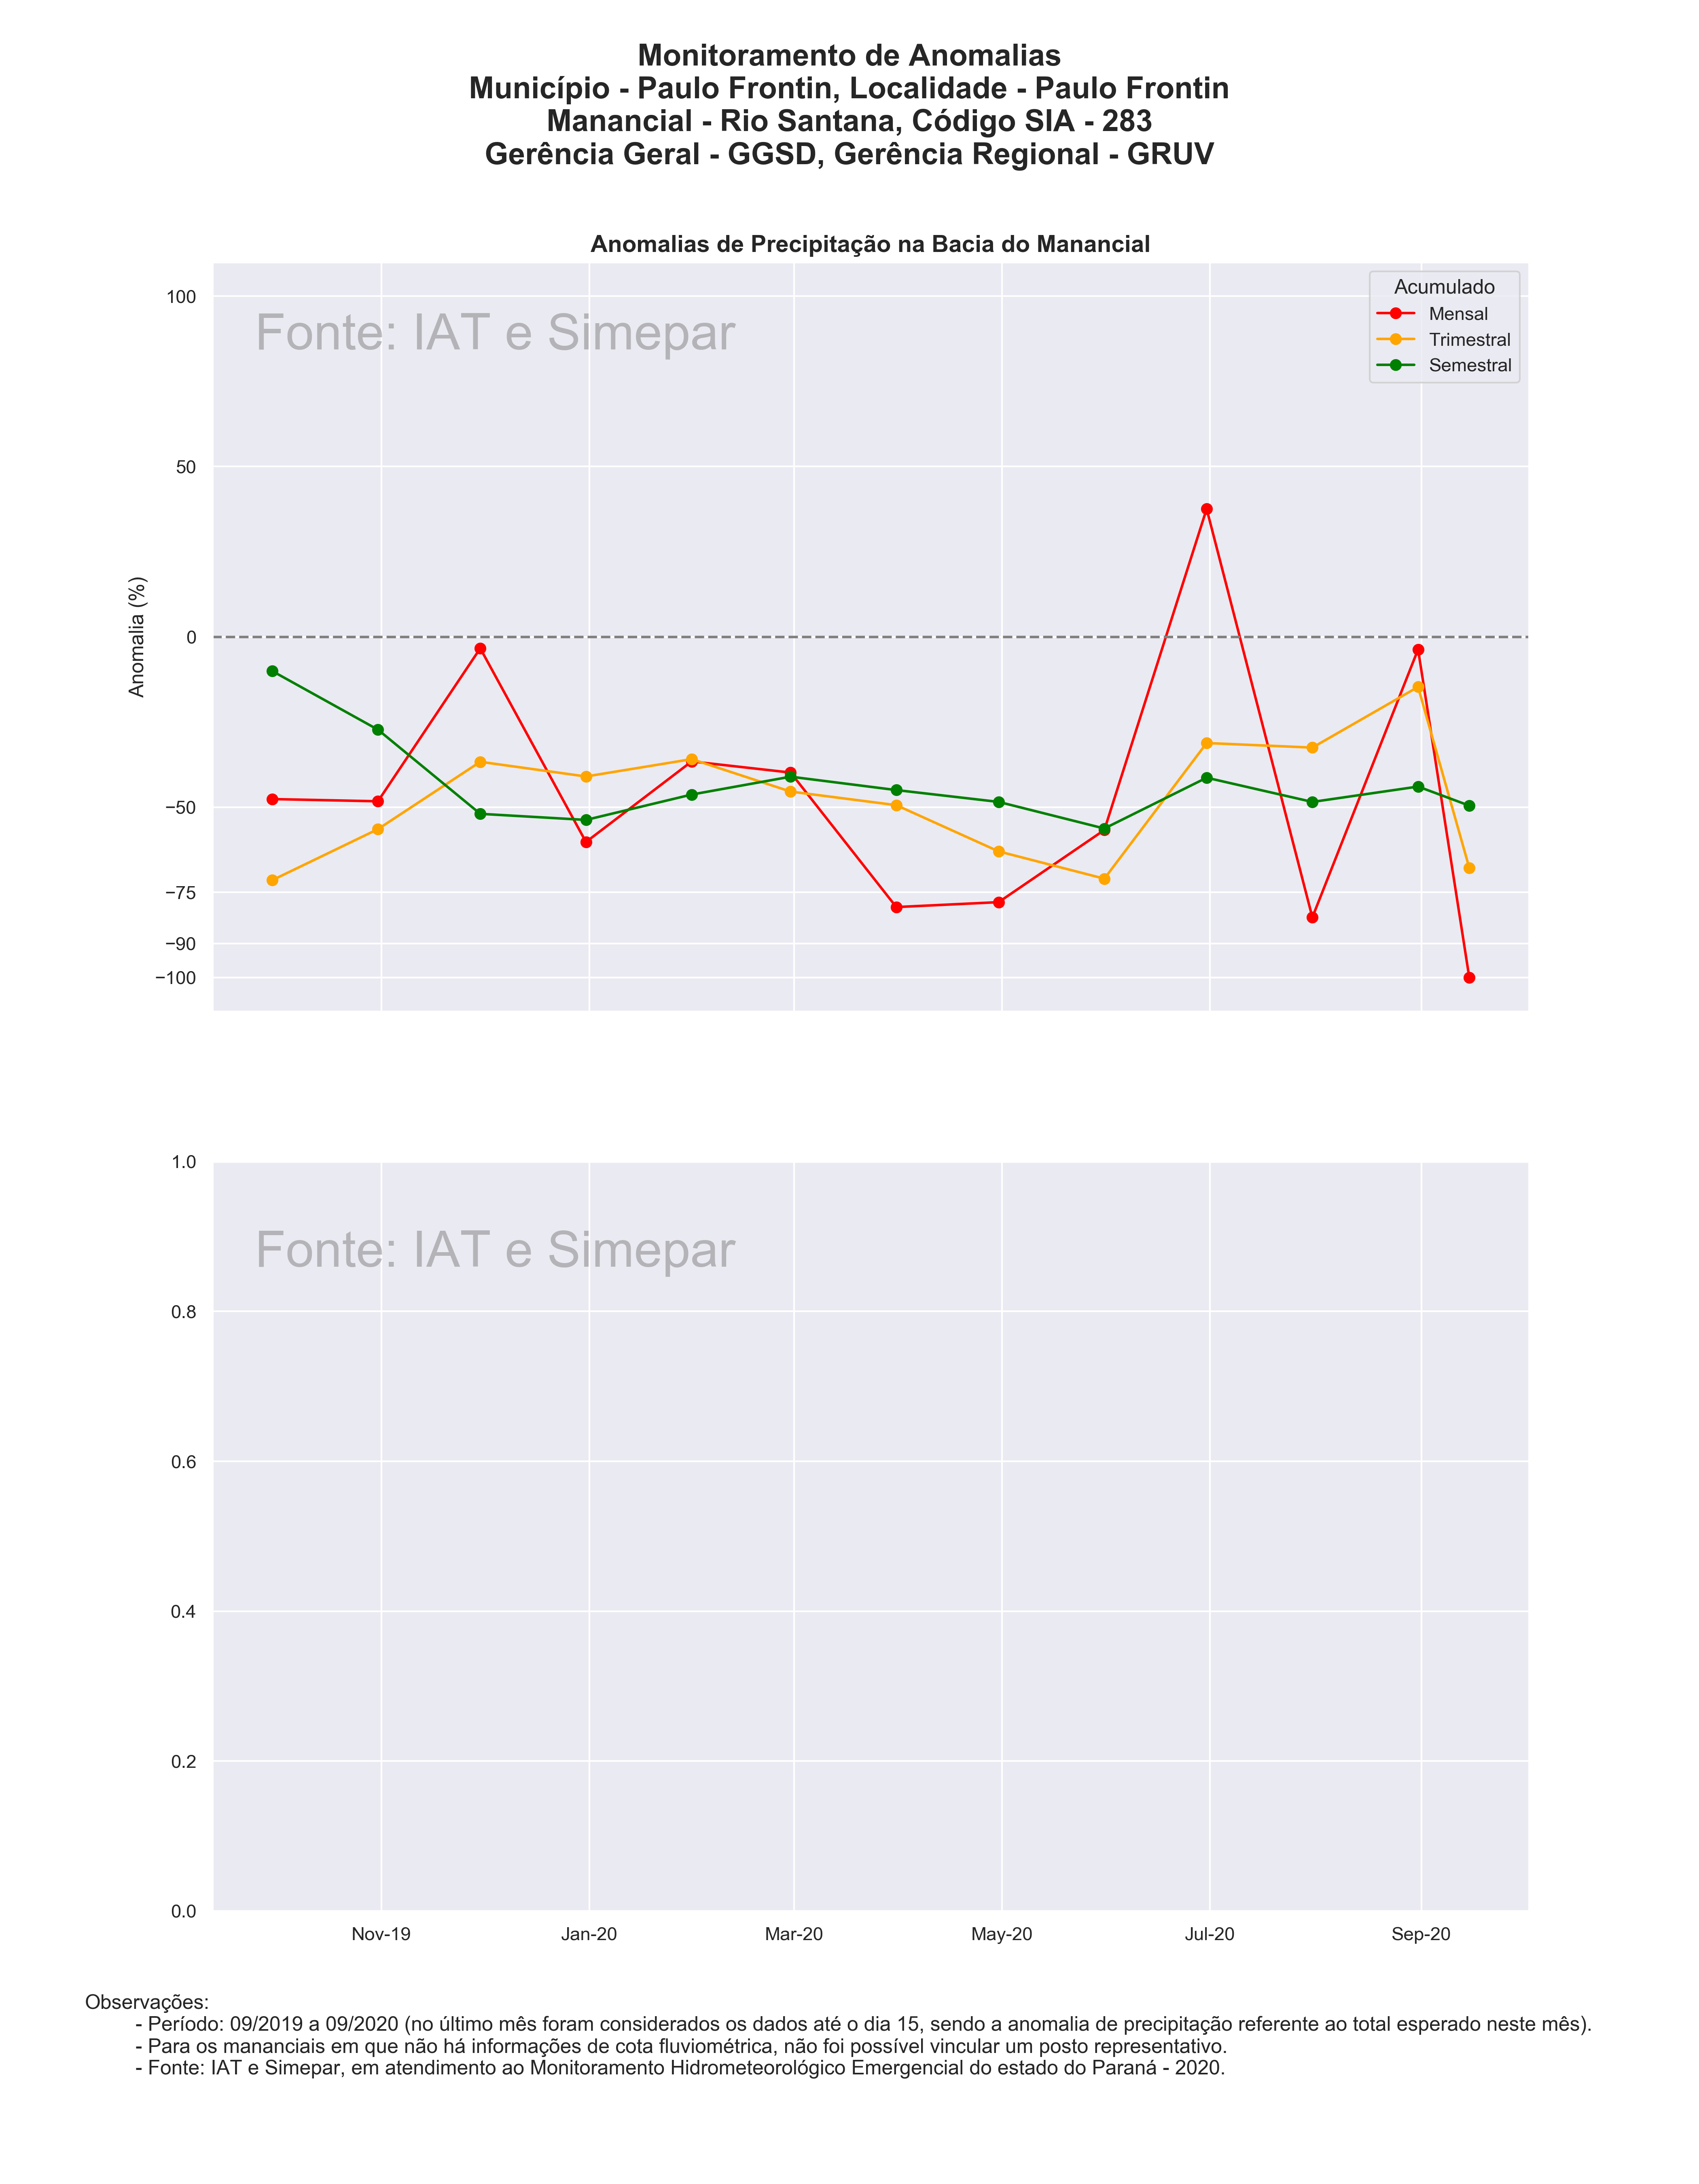 Monitoramento de Anomalias
Município - Paulo Frontin, Localidade - Paulo Frontin
Manancial - Rio Santana, Código SIA - 283
Gerência Geral - GGSD, Gerência Regional - GRUV
Anomalias de Precipitação na Bacia do Manancial
Fonte: IAT e Simepar
Acumulado
Mensal
Trimestral
Semestral
Anomalia (%)
100
50
0
−50
−75
−90
−100
Fonte: IAT e Simepar
1.0
0.8
0.6
0.4
0.2
0.0
Nov-19 Jan-20 Mar-20 May-20 Jul-20 Sep-20
Observações:
- Período: 09/2019 a 09/2020 (no último mês foram considerados os dados até o dia 15, sendo a anomalia de precipitação referente ao total esperado neste mês).
- Para os mananciais em que não há informações de cota fluviométrica, não foi possível vincular um posto representativo.
- Fonte: IAT e Simepar, em atendimento ao Monitoramento Hidrometeorológico Emergencial do estado do Paraná - 2020.